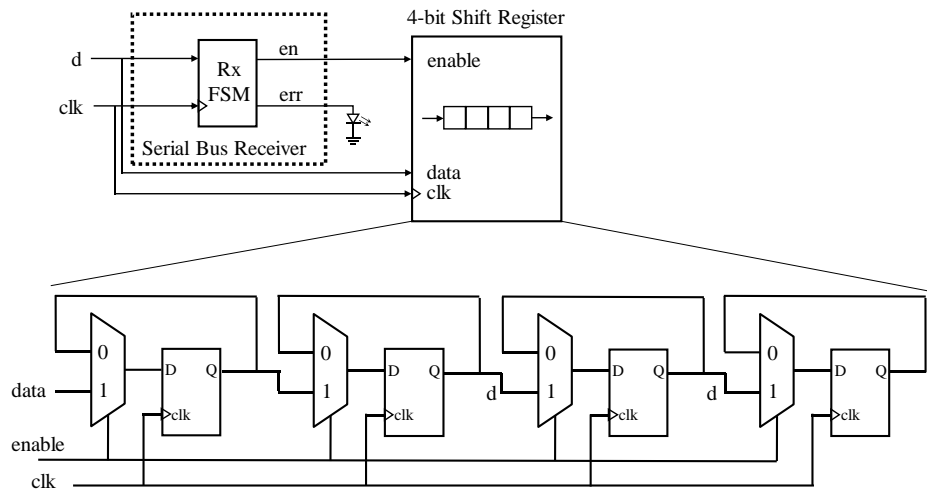 4-bit Shift Register
d
clk
Rx
FSM
en
err
Serial Bus Receiver
enable
data
clk
0
1
D
Q
clk
0
1
D
Q
clk
0
1
D
Q
clk
0
1
D
Q
clk
data
d
d
enable
clk